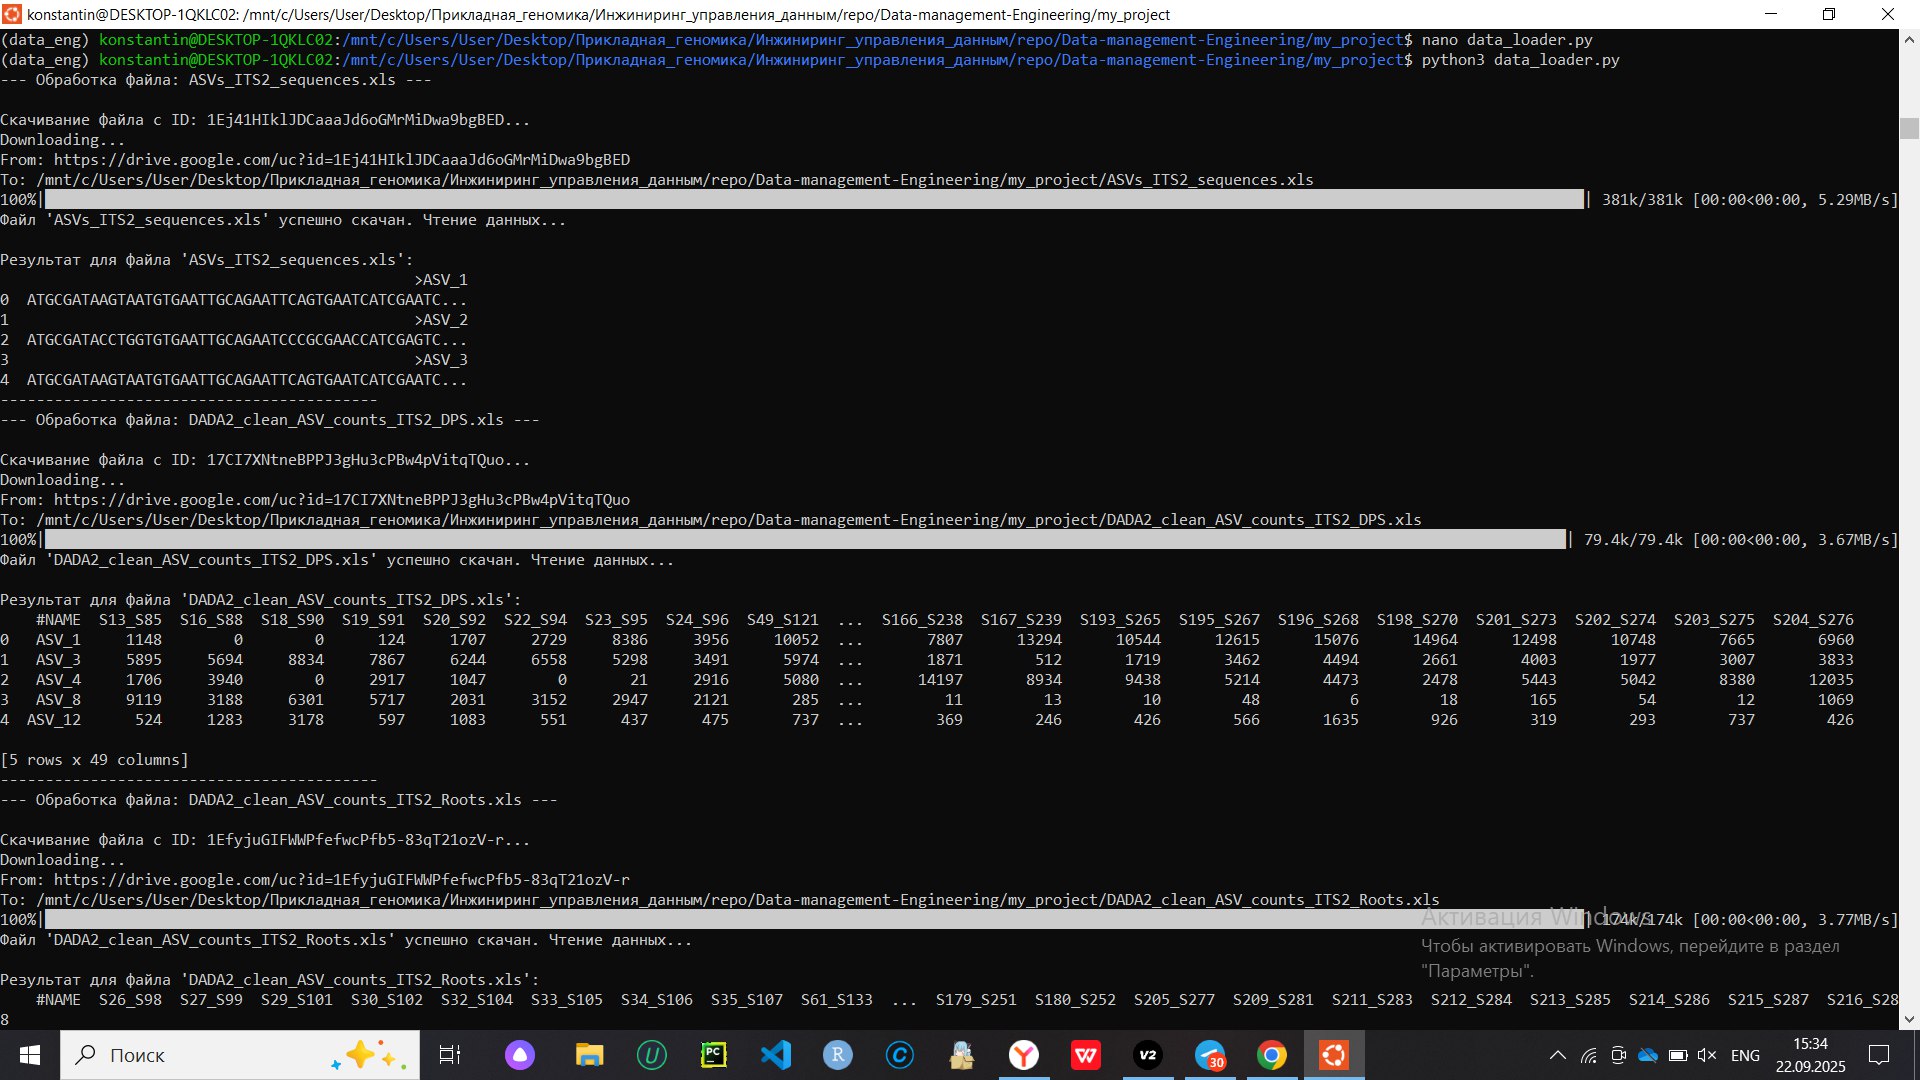 konstantin@DESKTOP-1QKLC02: /mnt/c/Users/User/Desktop/Прикладная_геномика/Инжиниринг_управления_данным/repo/Data-management-Engineering/my_project
(data_eng) konstantin@DESKTOP-1QKLC02:/mnt/c/Users/User/Desktop/Прикладная_геномика/Инжиниринг_управления_данным/repo/Data-management-Engineering/my_project$ nano data_loader.py
(data_eng) konstantin@DESKTOP-1QKLC02:/mnt/c/Users/User/Desktop/Прикладная_геномика/Инжиниринг_управления_данным/repo/Data-management-Engineering/my_project$ python3 data_loader.py
--- Обработка файла: ASVs_ITS2_sequences.xls ---
Скачивание файла с ID: 1Ej41HIklJDCaaaJd6oGMrMiDwa9bgBED...
Downloading...
From: https://drive.google.com/uc?id=1Ej41HIklJDCaaaJd6oGMrMiDwa9bgBED
To: /mnt/c/Users/User/Desktop/Прикладная_геномика/Инжиниринг_управления_данным/repo/Data-management-Engineering/my_project/ASVs_ITS2_sequences.xls
100%| | 381k/381k [00:00<00:00, 5.29MB/s]
Файл 'ASVs_ITS2_sequences.xls' успешно скачан. Чтение данных...
Результат для файла 'ASVs_ITS2_sequences.xls':
>ASV_1
0 ATGCGATAAGTAATGTGAATTGCAGAATTCAGTGAATCATCGAATC...
1 >ASV_2
2 ATGCGATACCTGGTGTGAATTGCAGAATCCCGCGAACCATCGAGTC...
3 >ASV_3
4 ATGCGATAAGTAATGTGAATTGCAGAATTCAGTGAATCATCGAATC...
------------------------------------------
--- Обработка файла: DADA2_clean_ASV_counts_ITS2_DPS.xls ---
Скачивание файла с ID: 17CI7XNtneBPPJ3gHu3cPBw4pVitqTQuo...
Downloading...
From: https://drive.google.com/uc?id=17CI7XNtneBPPJ3gHu3cPBw4pVitqTQuo
To: /mnt/c/Users/User/Desktop/Прикладная_геномика/Инжиниринг_управления_данным/repo/Data-management-Engineering/my_project/DADA2_clean_ASV_counts_ITS2_DPS.xls
100%| | 79.4k/79.4k [00:00<00:00, 3.67MB/s]
Файл 'DADA2_clean_ASV_counts_ITS2_DPS.xls' успешно скачан. Чтение данных...
Результат для файла 'DADA2_clean_ASV_counts_ITS2_DPS.xls':
#NAME S13_S85 S16_S88 S18_S90 S19_S91 S20_S92 S22_S94 S23_S95 S24_S96 S49_S121 ... S166_S238 S167_S239 S193_S265 S195_S267 S196_S268 S198_S270 S201_S273 S202_S274 S203_S275 S204_S276
0 ASV_1 1148 0 0 124 1707 2729 8386 3956 10052 ... 7807 13294 10544 12615 15076 14964 12498 10748 7665 6960
1 ASV_3 5895 5694 8834 7867 6244 6558 5298 3491 5974 ... 1871 512 1719 3462 4494 2661 4003 1977 3007 3833
2 ASV_4 1706 3940 0 2917 1047 0 21 2916 5080 ... 14197 8934 9438 5214 4473 2478 5443 5042 8380 12035
3 ASV_8 9119 3188 6301 5717 2031 3152 2947 2121 285 ... 11 13 10 48 6 18 165 54 12 1069
4 ASV_12 524 1283 3178 597 1083 551 437 475 737 ... 369 246 426 566 1635 926 319 293 737 426
[5 rows x 49 columns]
------------------------------------------
--- Обработка файла: DADA2_clean_ASV_counts_ITS2_Roots.xls ---
Скачивание файла с ID: 1EfyjuGIFWWPfefwcPfb5-83qT21ozV-r...
Downloading...
From: https://drive.google.com/uc?id=1EfyjuGIFWWPfefwcPfb5-83qT21ozV-r
To: /mnt/c/Users/User/Desktop/Прикладная_геномика/Инжиниринг_управления_данным/repo/Data-management-Engineering/my_project/DADA2_clean_ASV_counts_ITS2_Roots.xls
100%| | 174k/174k [00:00<00:00, 3.77MB/s]
Файл 'DADA2_clean_ASV_counts_ITS2_Roots.xls' успешно скачан. Чтение данных...
Результат для файла 'DADA2_clean_ASV_counts_ITS2_Roots.xls':
#NAME S26_S98 S27_S99 S29_S101 S30_S102 S32_S104 S33_S105 S34_S106 S35_S107 S61_S133 ... S179_S251 S180_S252 S205_S277 S209_S281 S211_S283 S212_S284 S213_S285 S214_S286 S215_S287 S216_S28
8
Активация Windows
Чтобы активировать Windows, перейдите в раздел
"Параметры".
Поиск
PC
V2
30
ENG
15:34
22.09.2025